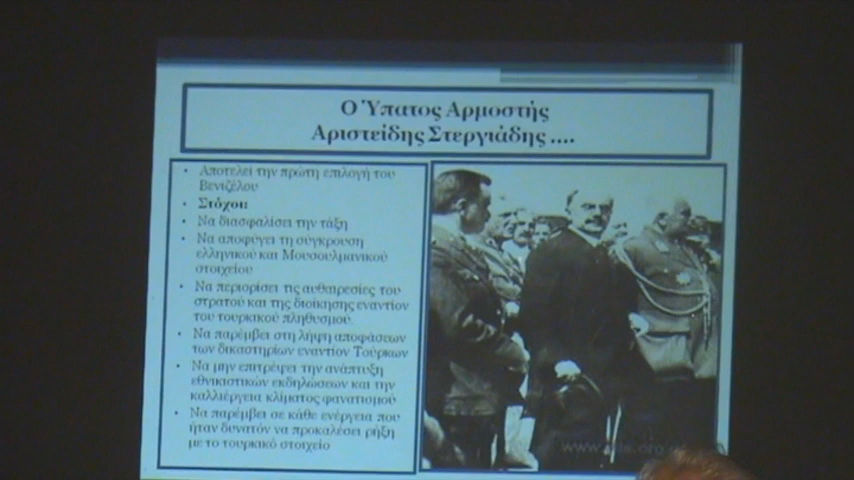 Ο Ύπατος Αρμοστής
Αριστείδης Στεργιάδης ....
• Αποτελεί την πρώτη επιλογή του
Βενιζέλου
• Στόχοι:
• Να διασφαλίσει την τάξη
• Να αποφύγει τη σύγκρουση
ελληνικού και Μουσουλμανικού
στοιχείου
• Να περιορίσει τις αυθαιρεσίες του
στρατού και της διοίκησης εναντίον
του τουρκικού πληθυσμού.
• Να παρέμβει στη λήψη αποφάσεων
των δικαστηρίων εναντίον Τούρκων
• Να μην επιτρέψει την ανάπτυξη
εθνικιστικών εκδηλώσεων και την
καλλιέργεια κλίματος φανατισμού
• Να παρέμβει σε κάθε ενέργεια που
ήταν δυνατόν να προκαλέσει ρήξη
με το τουρκικό στοιχείο